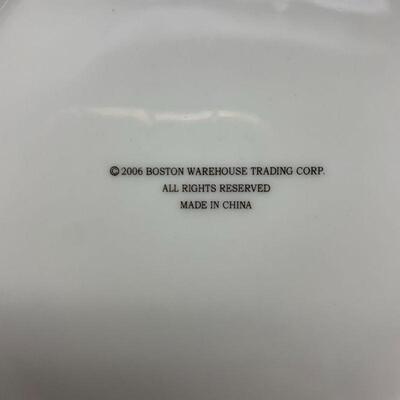 ©2006 BOSTON WAREHOUSE TRADING CORP.
ALL RIGHTS RESERVED
MADE IN CHINA